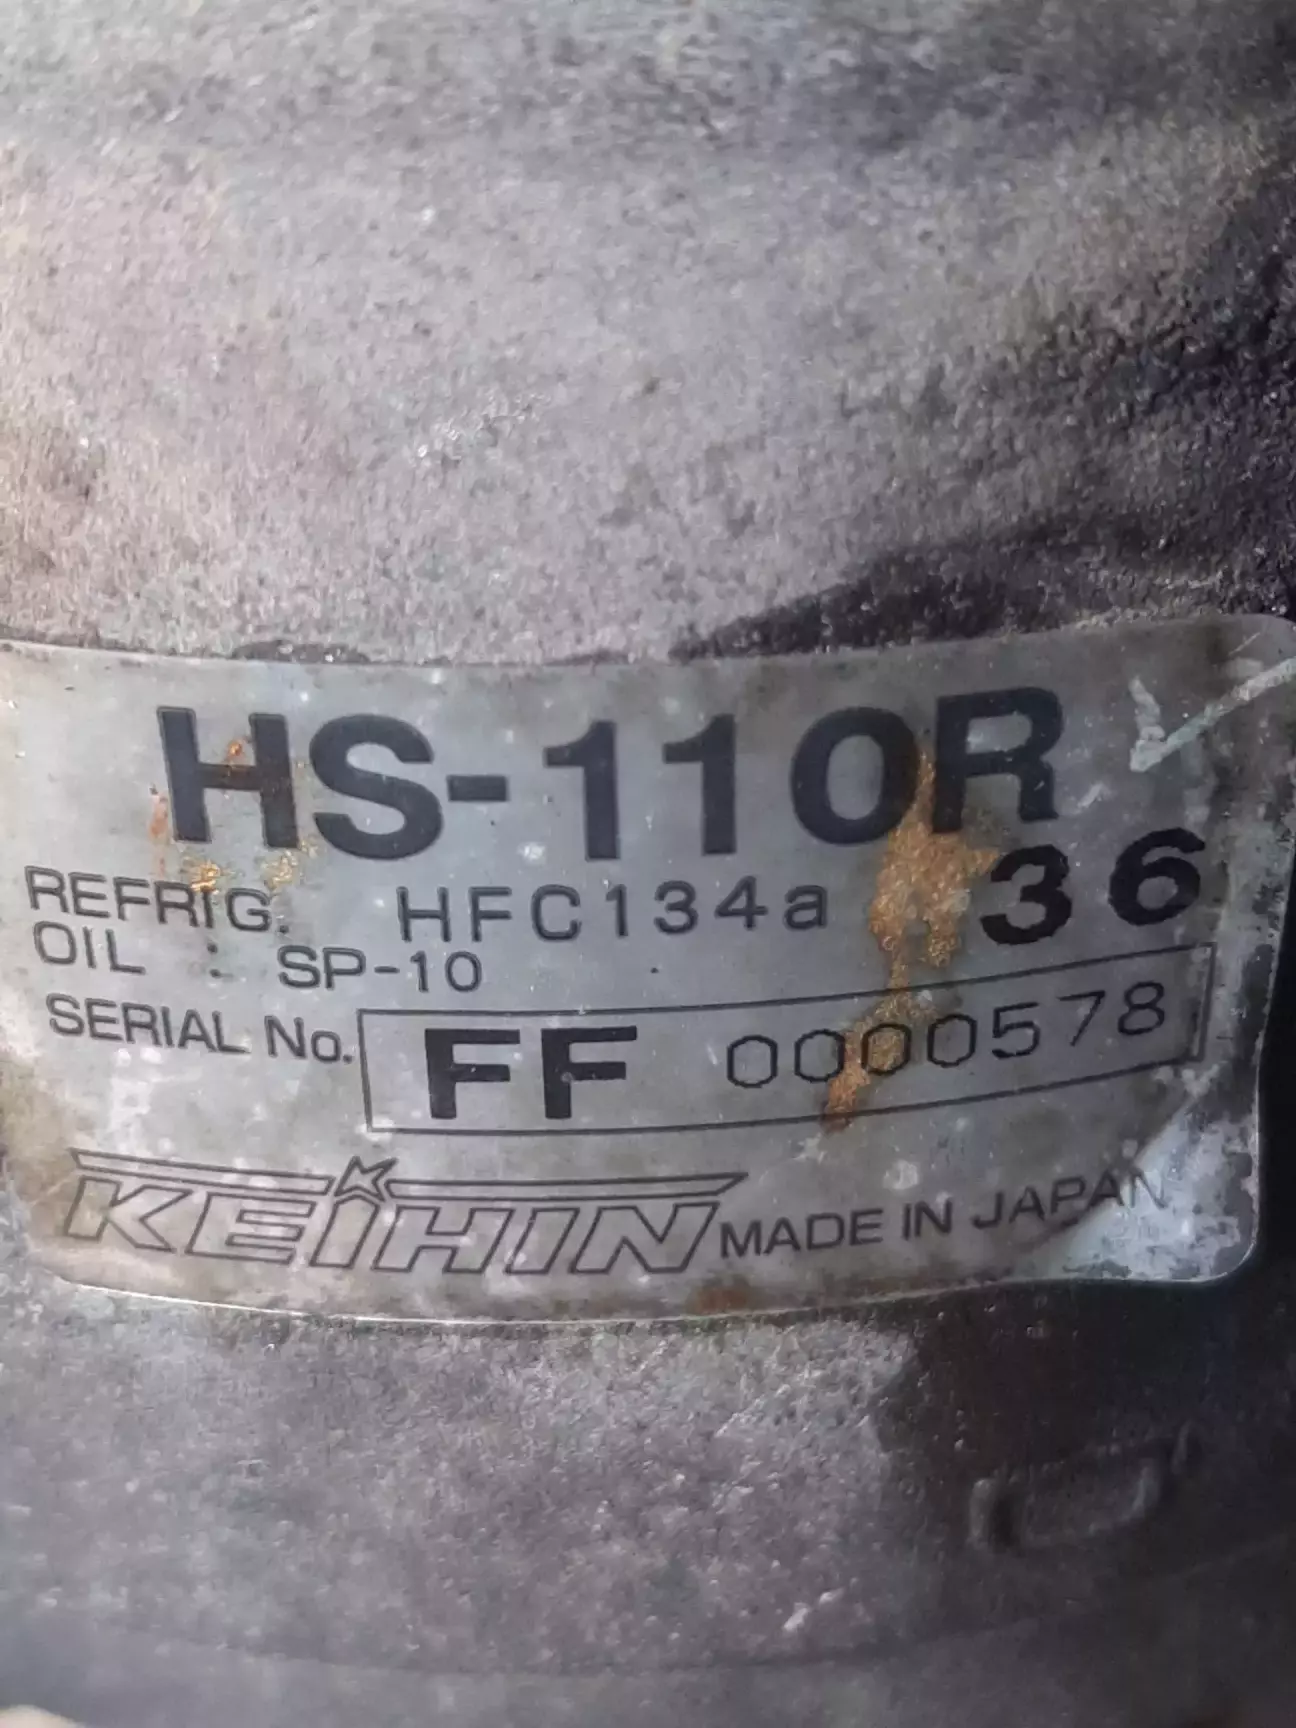 HS-110R
REFRIG. HFC134a 36
OIL : SP-10
SERIAL No. FF 0000578
KEIHIN MADE IN JAPAN